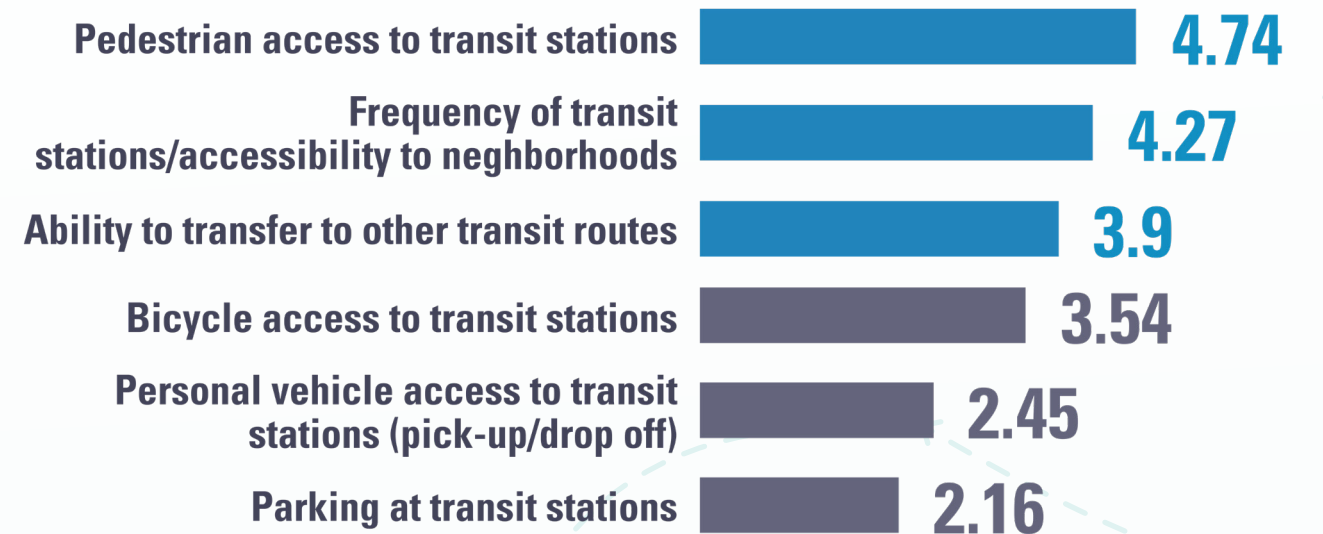 Pedestrian access to transit stations 4.74
Frequency of transit
stations/accessibility to neghborhoods 4.27
Ability to transfer to other transit routes 3.9
Bicycle access to transit stations 3.54
Personal vehicle access to transit
stations (pick-up/drop off) 2.45
Parking at transit stations 2.16